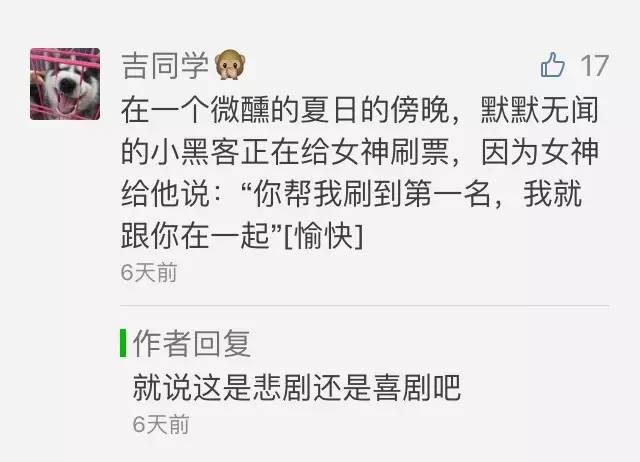 吉同学🙊 17
在一个微醺的夏日的傍晚，默默无闻
的小黑客正在给女神刷票，因为女神
给他说：“你帮我刷到第一名，我就
跟你在一起”[愉快]
6天前
作者回复
就说这是悲剧还是喜剧吧
6天前